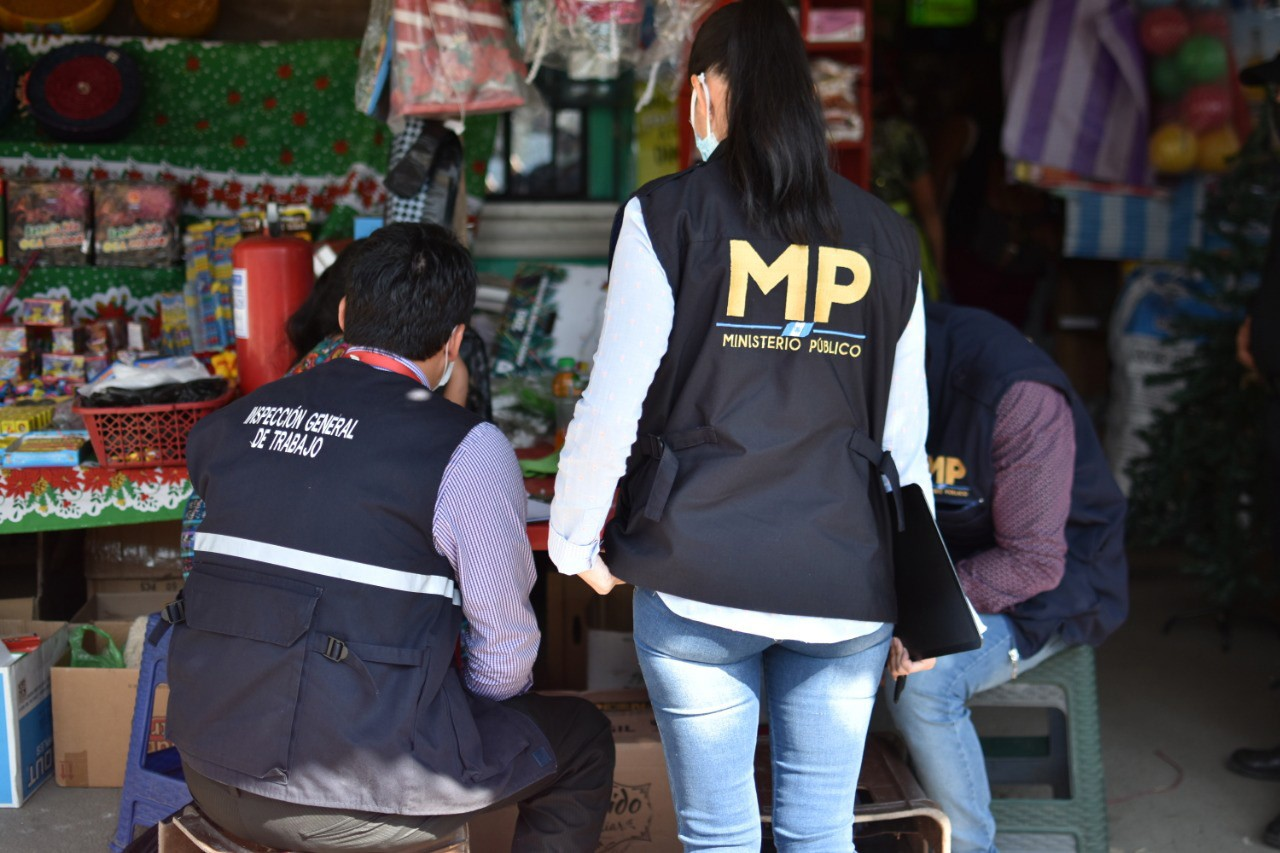 INSPECCIÓN GENERAL
DE TRABAJO
MP
MINISTERIO PÚBLICO
MP